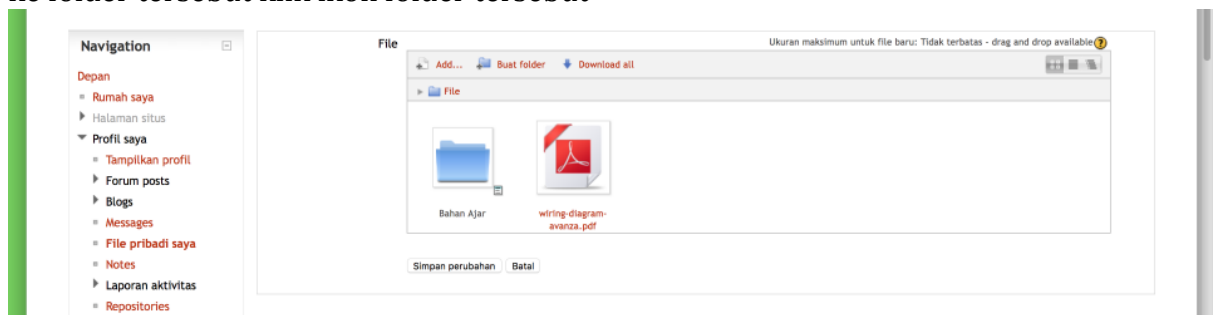 Navigation
Depan
Rumah saya
Halaman situs
Profil saya
Tampilkan profil
Forum posts
Blogs
Messages
File pribadi saya
Notes
Laporan aktivitas
Repositories
File
Ukuran maksimum untuk file baru: Tidak terbatas - drag and drop available
Add... Buat folder Download all
File
Bahan Ajar
wiring-diagram-
avanza.pdf
Simpan perubahan Batal